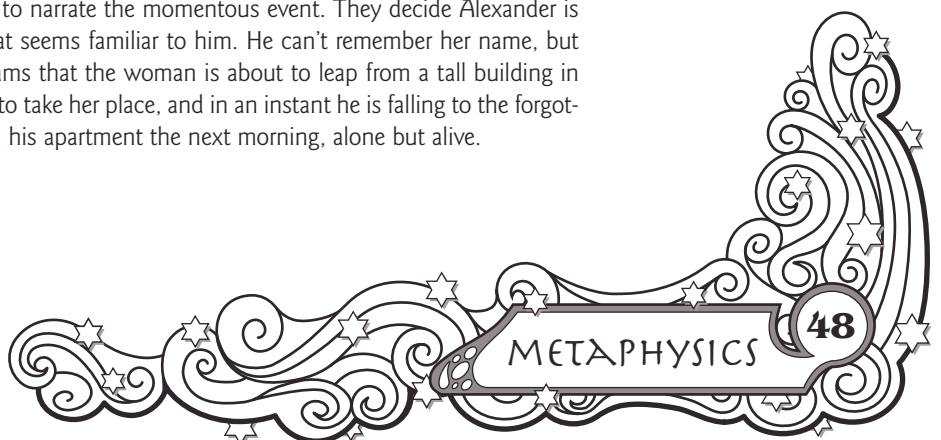 to narrate the momentous event. They decide Alexander is
at seems familiar to him. He can't remember her name, but
ams that the woman is about to leap from a tall building in
to take her place, and in an instant he is falling to the forgot-
his apartment the next morning, alone but alive.
METAPHYSICS
48